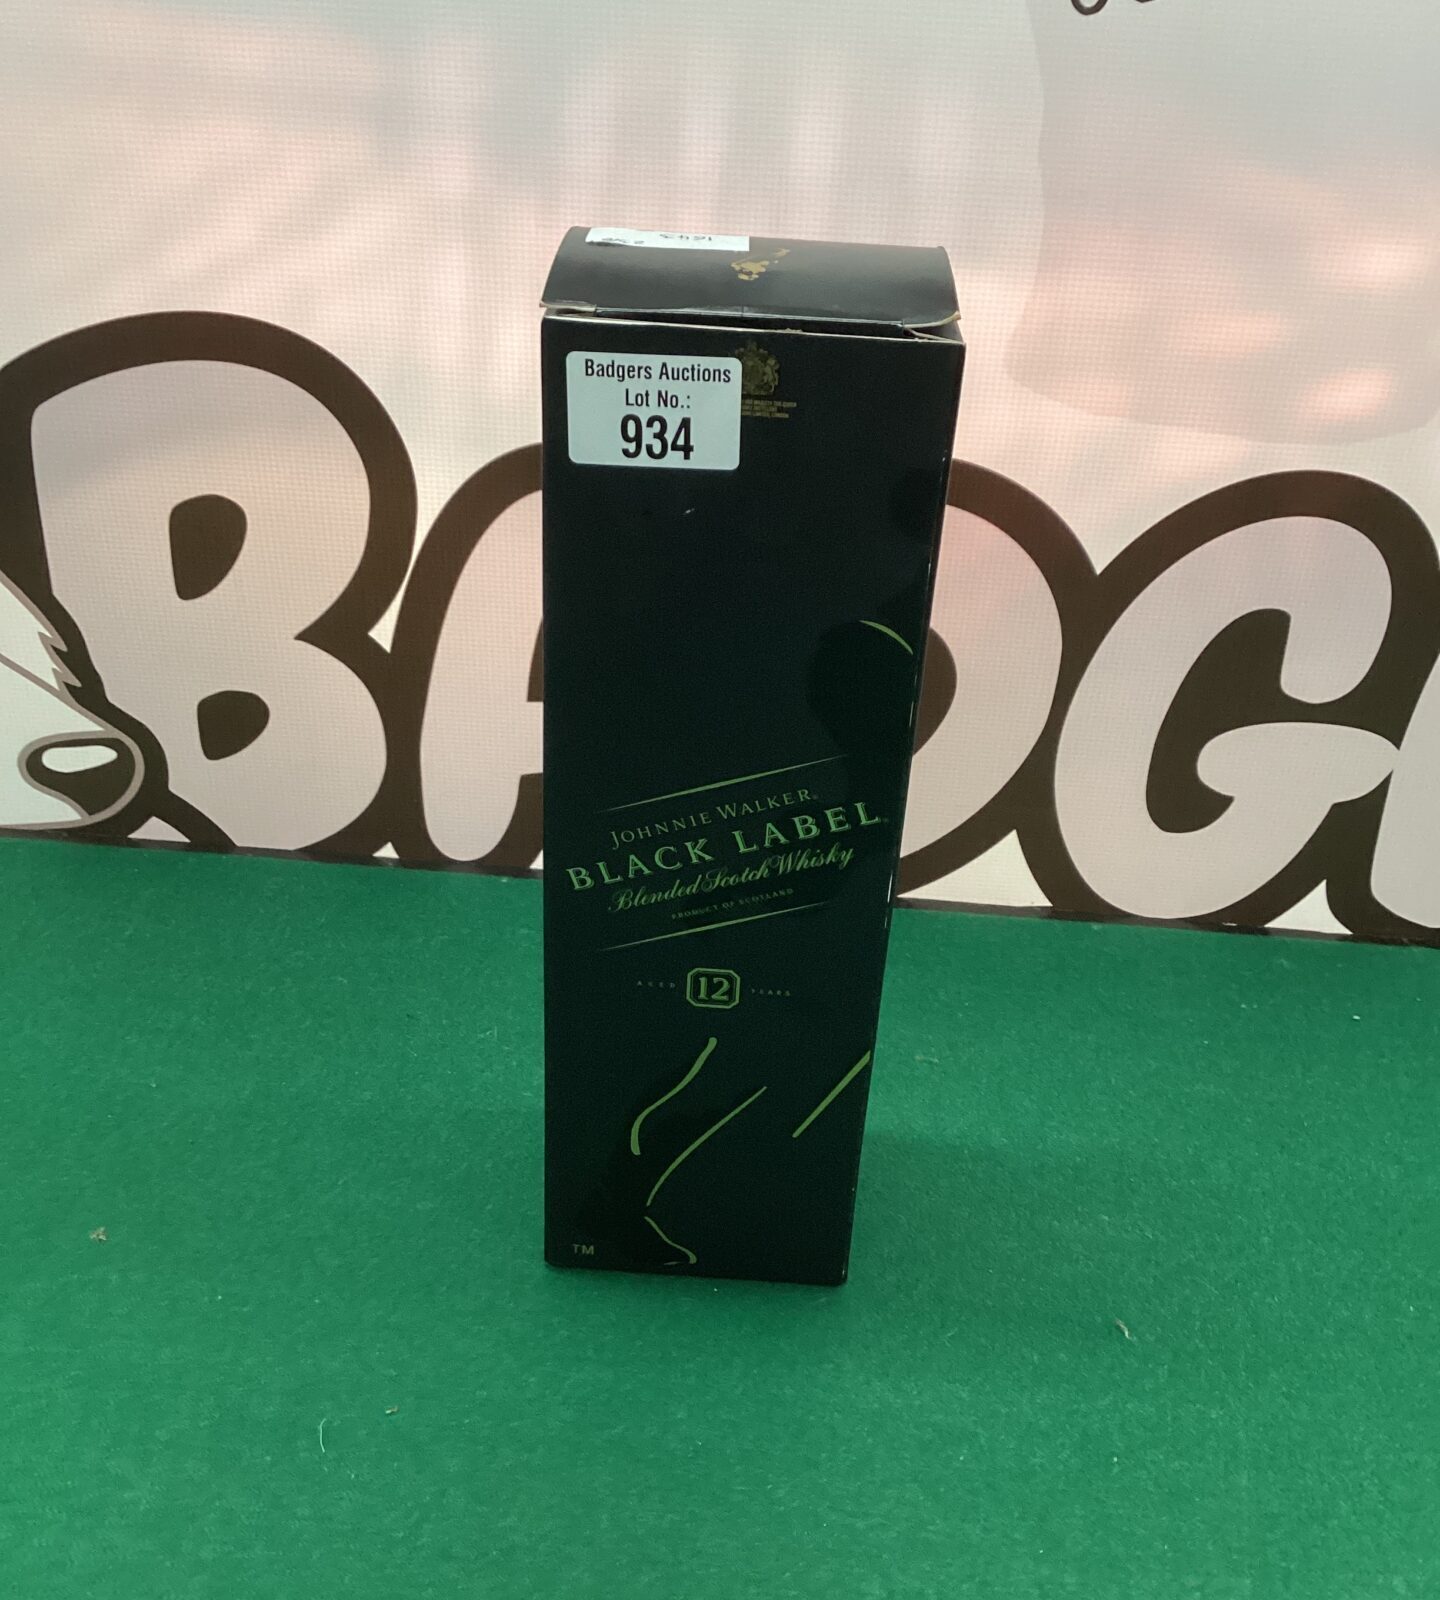 Badgers Auctions
Lot No.:
934
JOHNNIE WALKER®
BLACK LABEL
Blended Scotch Whisky
PRODUCT OF SCOTLAND
AGED 12 YEARS
TM